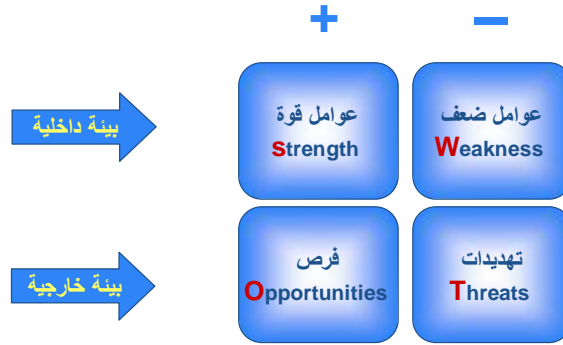 + –
بيئة داخلية
عوامل قوة
strength
عوامل ضعف
Weakness
بيئة خارجية
فرص
Opportunities
تهديدات
Threats